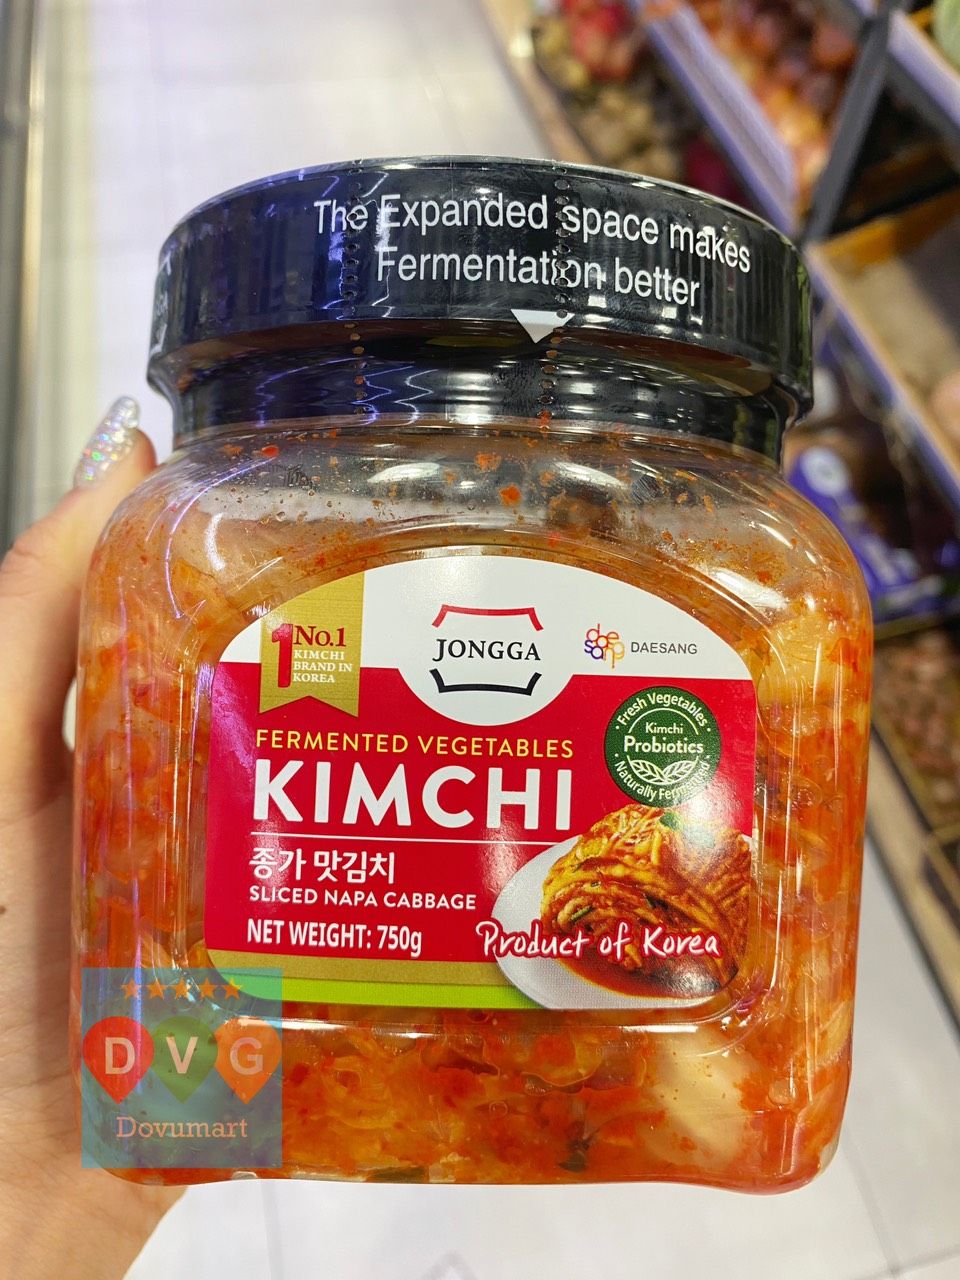 The Expanded space makes
Fermentation better
1 No.1
KIMCHI
BRAND IN
KOREA
JONGGA
DAESANG
Fresh Vegetables
Kimchi
Probiotics
Naturally
FERMENTED VEGETABLES
KIMCHI
종가 맛김치
SLICED NAPA CABBAGE
NET WEIGHT: 750g
Product of Korea
D V G
Dovumart